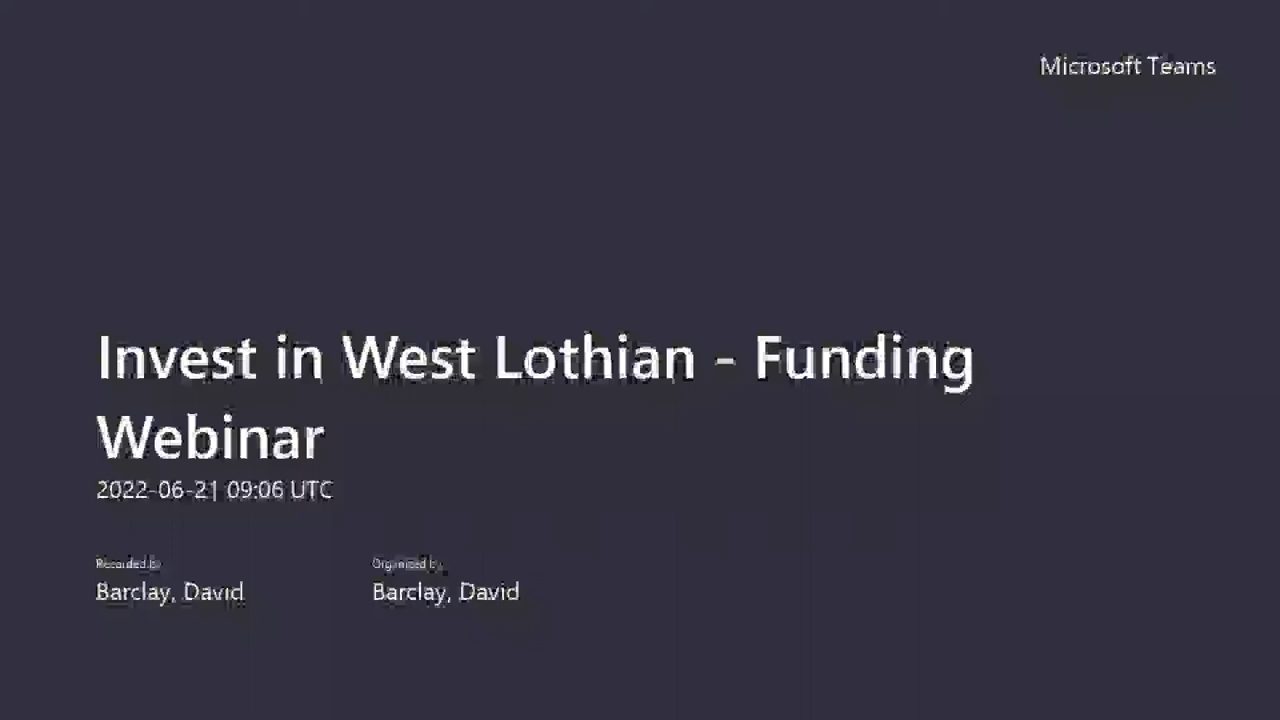 Microsoft Teams
Invest in West Lothian - Funding
Webinar
2022-06-21 09:06 UTC
Recorded by
Organized by
Barclay, David
Barclay, David